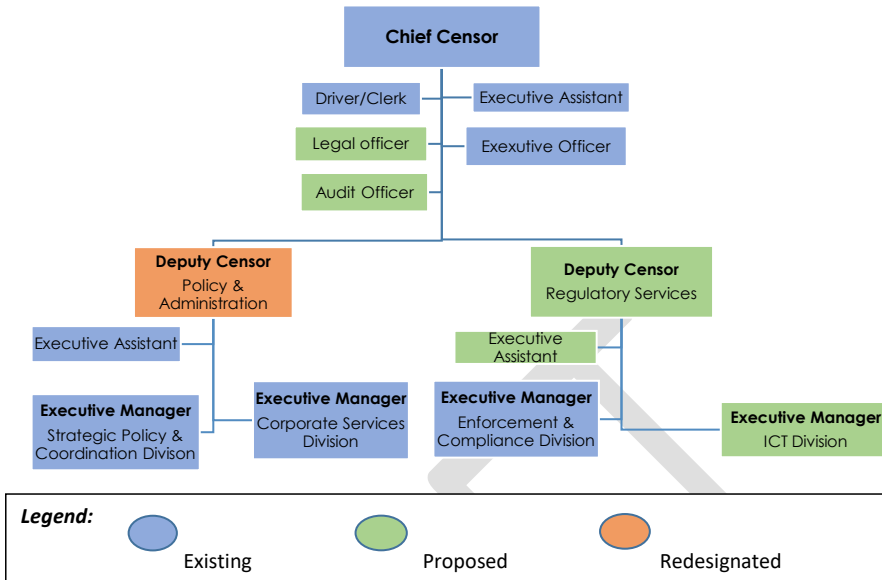 Chief Censor
Driver/Clerk
Executive Assistant
Legal officer
Exexutive Officer
Audit Officer
Deputy Censor
Policy &
Administration
Deputy Censor
Regulatory Services
Executive Assistant
Executive
Assistant
Executive Manager
Strategic Policy &
Coordination Divison
Executive Manager
Corporate Services
Division
Executive Manager
Enforcement &
Compliance Division
Executive Manager
ICT Division
Legend:
Existing
Proposed
Redesignated